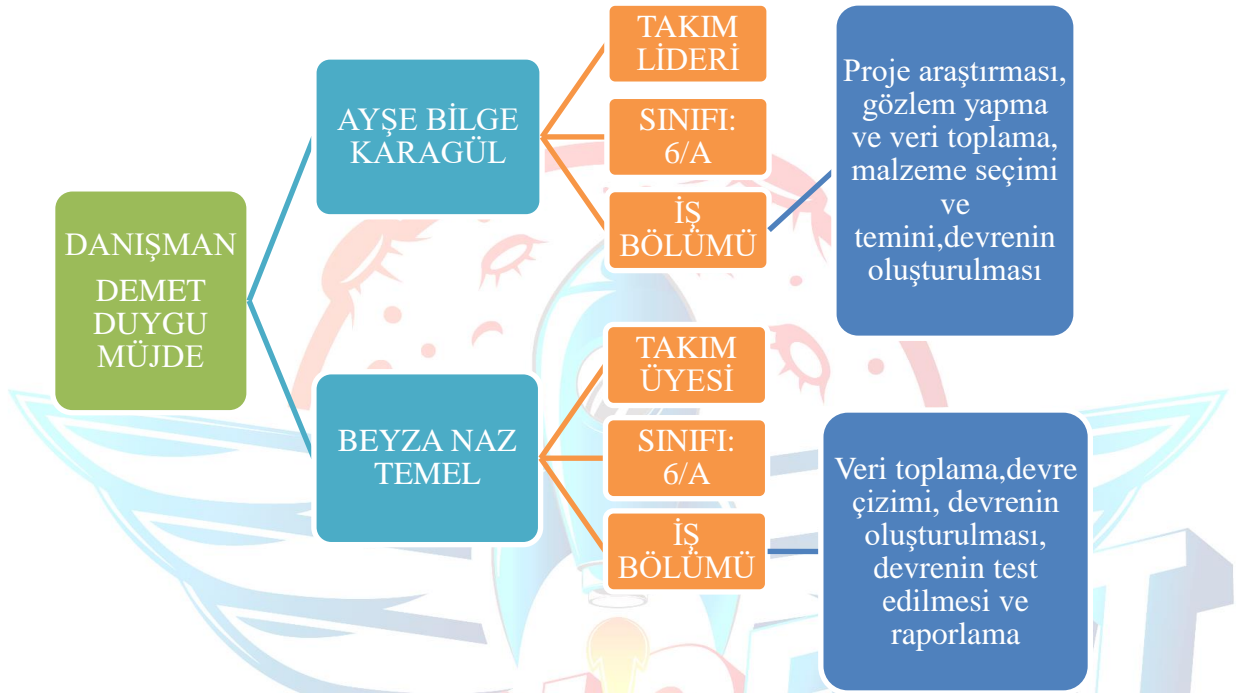 DANIŞMAN
DEMET
DUYGU
MÜJDE
AYŞE BİLGE
KARAGÜL
TAKIM
LİDERİ
SINIFI:
6/A
İŞ
BÖLÜMÜ
Proje araştırması,
gözlem yapma
ve veri toplama,
malzeme seçimi
ve
temini,devrenin
oluşturulması
BEYZA NAZ
TEMEL
TAKIM
ÜYESİ
SINIFI:
6/A
İŞ
BÖLÜMÜ
Veri toplama,devre
çizimi, devrenin
oluşturulması,
devrenin test
edilmesi ve
raporlama